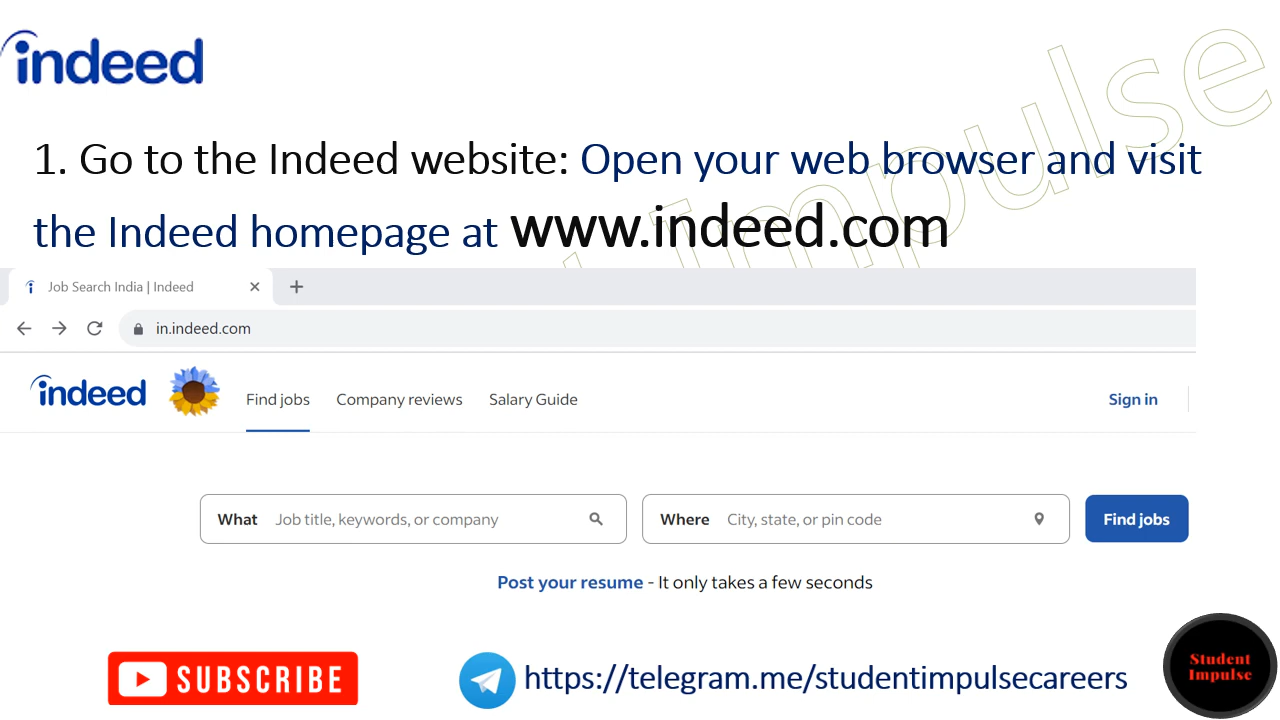 indeed
1. Go to the Indeed website: Open your web browser and visit
the Indeed homepage at www.indeed.com
Impulse
Job Search India | Indeed
in.indeed.com
indeed
Find jobs Company reviews Salary Guide Sign in
What Job title, keywords, or company Where City, state, or pin code Find jobs
Post your resume - It only takes a few seconds
SUBSCRIBE
https://telegram.me/studentimpulsecareers
Student
Impulse